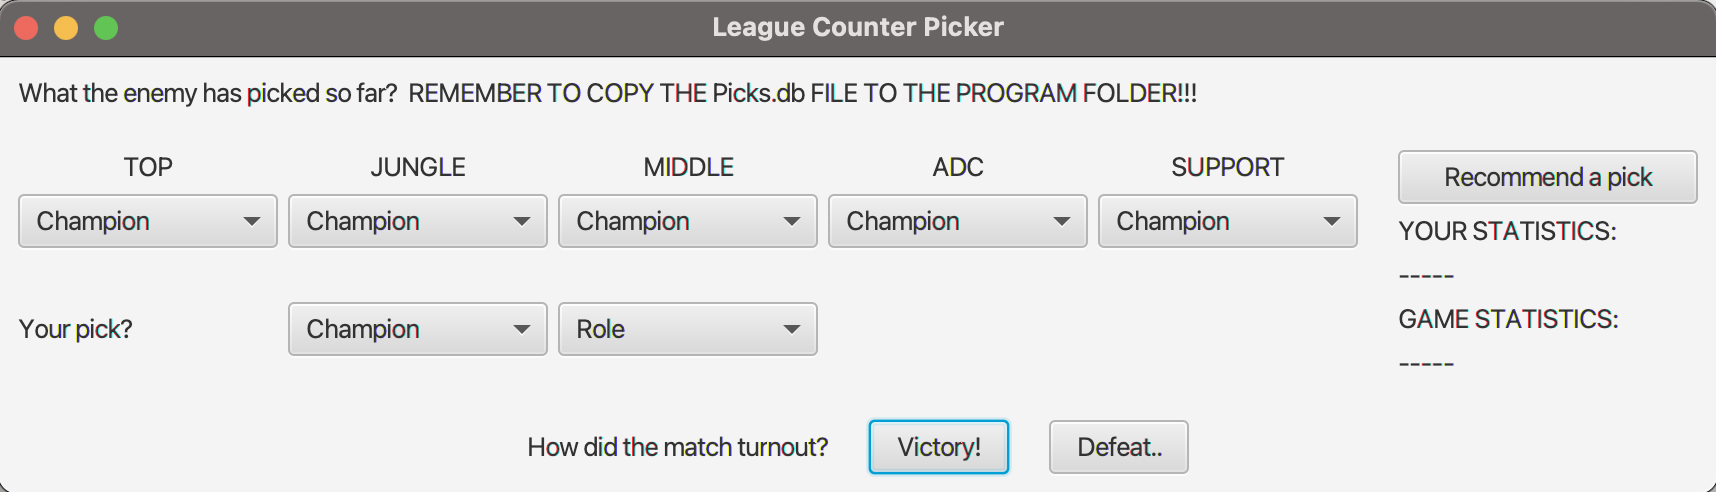 League Counter Picker
What the enemy has picked so far?  REMEMBER TO COPY THE Picks.db FILE TO THE PROGRAM FOLDER!!!
TOP JUNGLE MIDDLE ADC SUPPORT
Recommend a pick
Champion Champion Champion Champion Champion
YOUR STATISTICS:
-----
Your pick? Champion Role
GAME STATISTICS:
-----
How did the match turnout? Victory! Defeat..